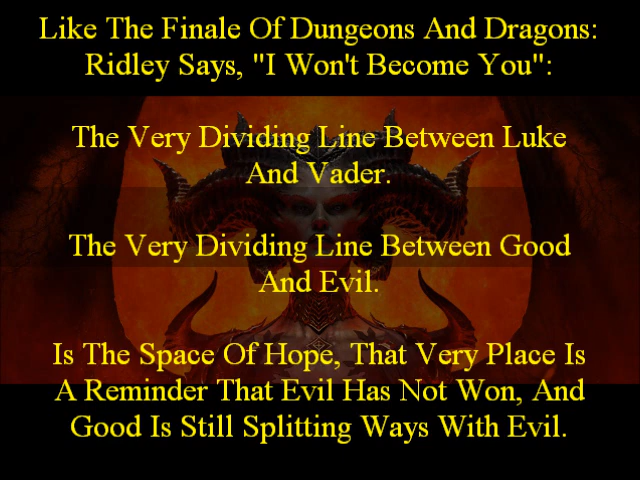 Like The Finale Of Dungeons And Dragons:
Ridley Says, "I Won't Become You":
The Very Dividing Line Between Luke
And Vader.
The Very Dividing Line Between Good
And Evil.
Is The Space Of Hope, That Very Place Is
A Reminder That Evil Has Not Won, And
Good Is Still Splitting Ways With Evil.